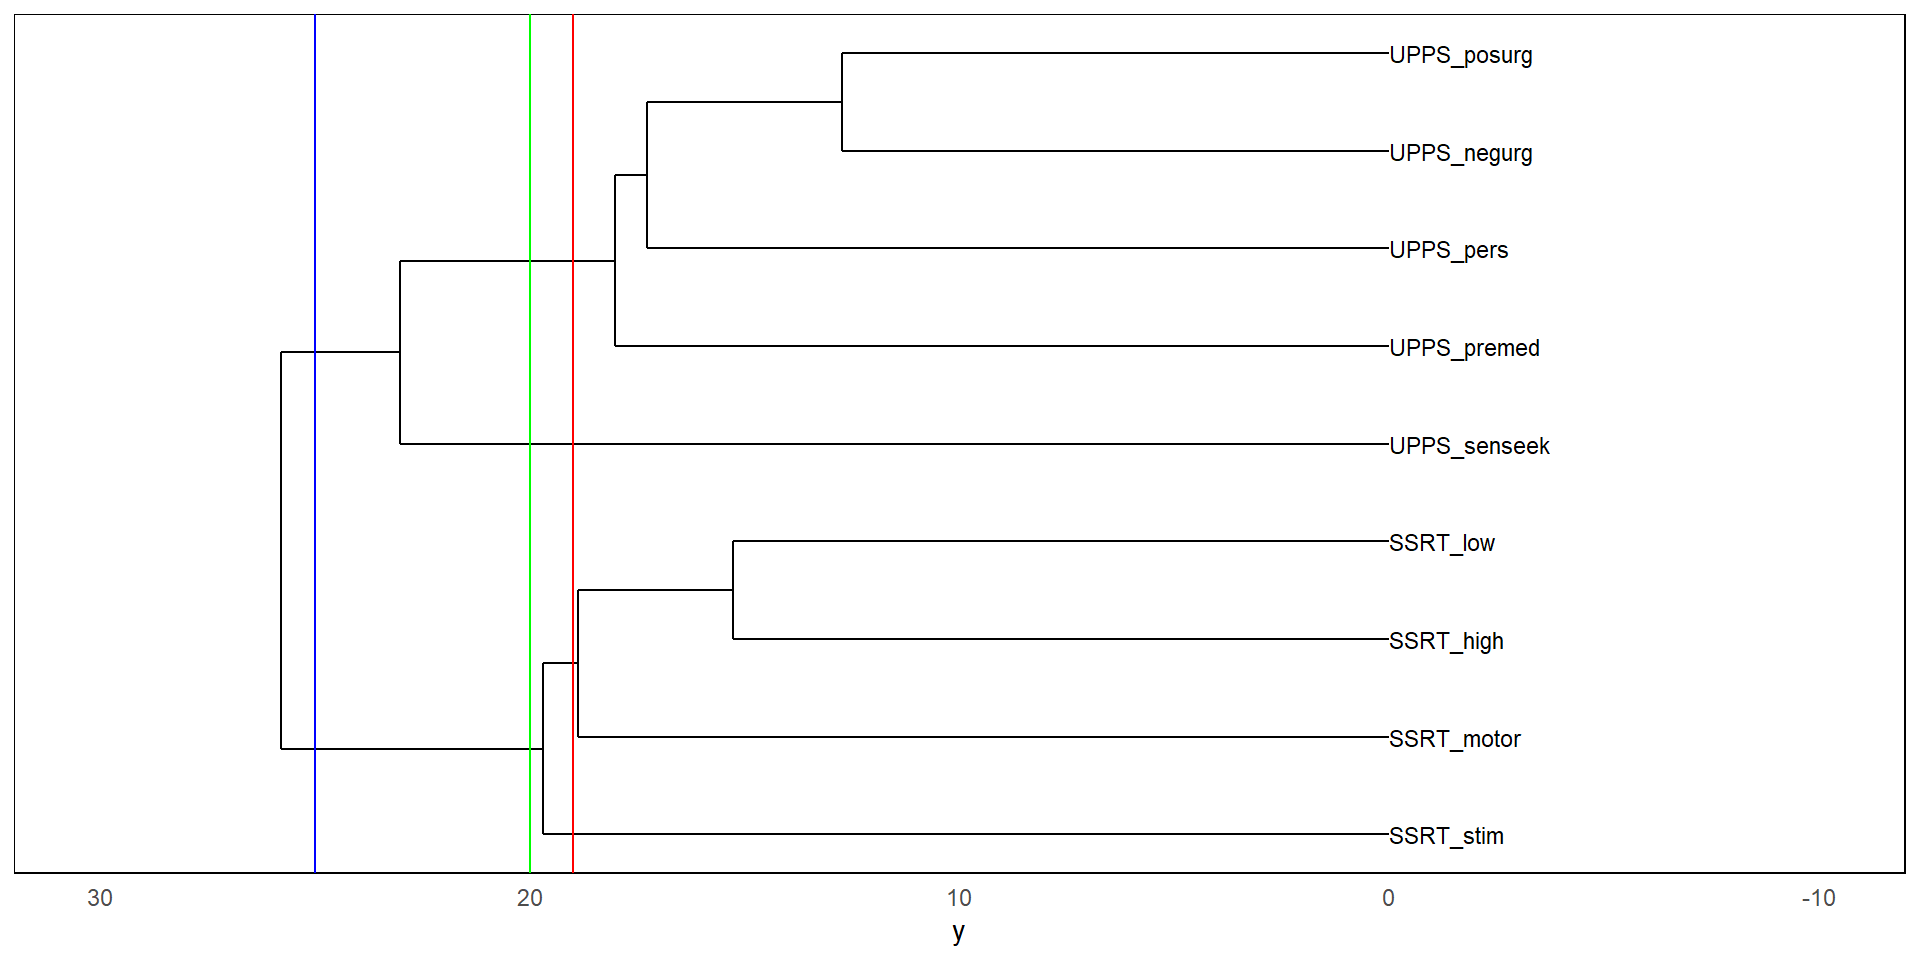 UPPS_posurg
UPPS_negurg
UPPS_pers
UPPS_premed
UPPS_senseek
SSRT_low
SSRT_high
SSRT_motor
SSRT_stim
30 20 10 0 -10
y